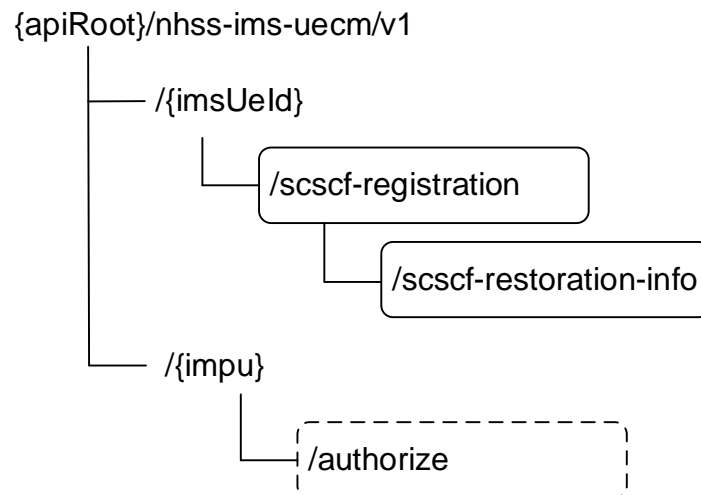 {apiRoot}/nhss-ims-uecm/v1
/{imsUeId}
/scscf-registration
/scscf-restoration-info
/{impu}
/authorize